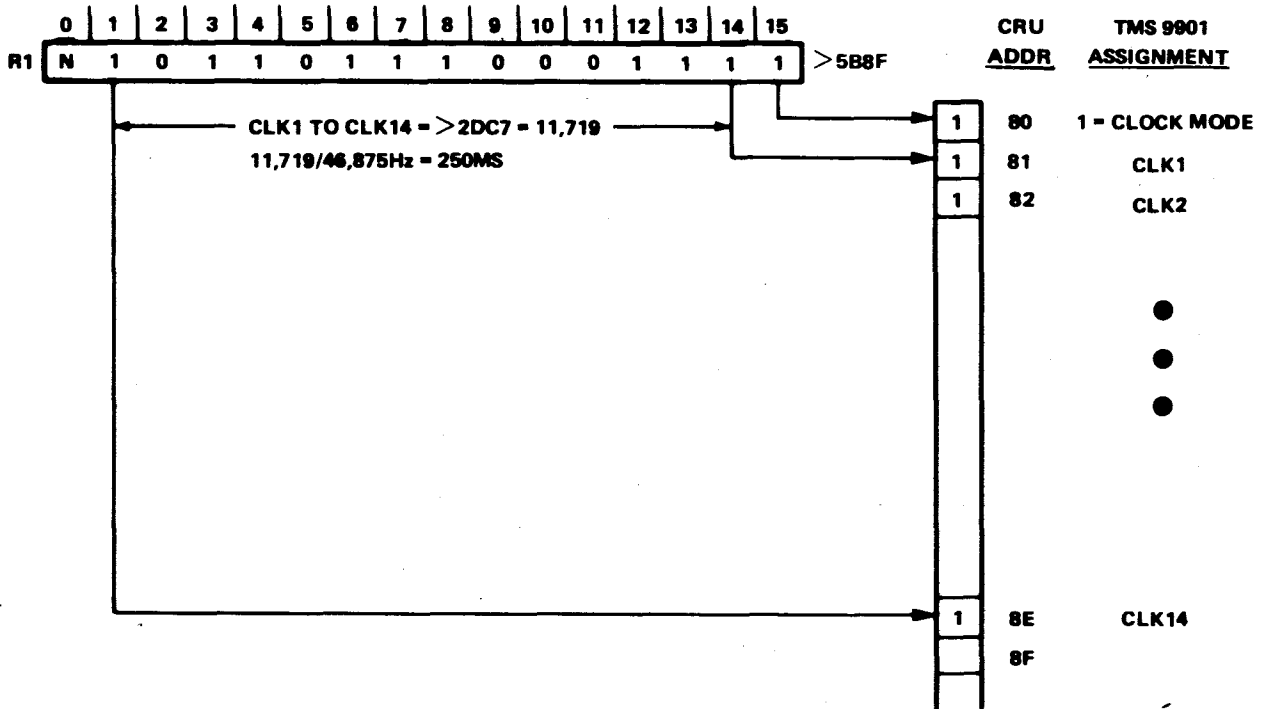 0 1 2 3 4 5 6 7 8 9 10 11 12 13 14 15
CRU TMS 9901
R1 N 1 0 1 1 0 1 1 1 0 0 0 1 1 1 1 >5B8F
ADDR ASSIGNMENT
CLK1 TO CLK14 = >2DC7 = 11,719
11,719/46,875Hz = 250MS
1 80 1 = CLOCK MODE
1 81 CLK1
1 82 CLK2
1 8E CLK14
8F